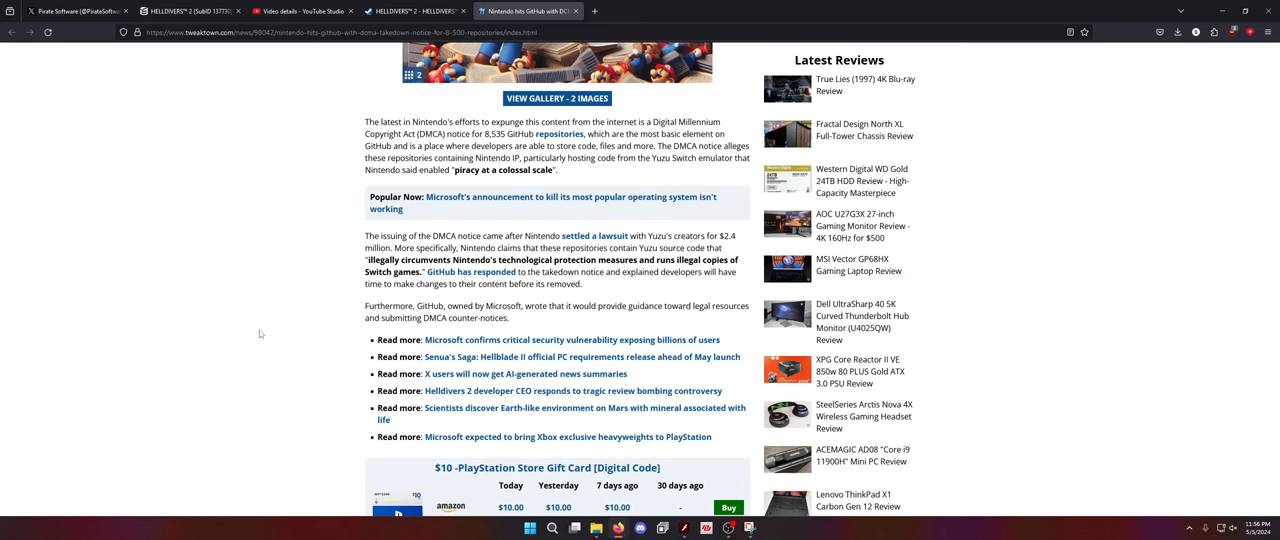 Pirate Software (@PirateSoftw
HELLDIVERS™ 2 (SubID 137730)
Video details - YouTube Studio
HELLDIVERS™ 2 - HELLDIVERS™
Nintendo hits GitHub with DCM
https://www.tweaktown.com/news/98042/nintendo-hits-github-with-dcma-takedown-notice-for-8-500-repositories/index.html
2
VIEW GALLERY - 2 IMAGES
The latest in Nintendo's efforts to expunge this content from the internet is a Digital Millennium
Copyright Act (DMCA) notice for 8,535 GitHub repositories, which are the most basic element on
GitHub and is a place where developers are able to store code, files and more. The DMCA notice alleges
these repositories containing Nintendo IP, particularly hosting code from the Yuzu Switch emulator that
Nintendo said enabled "piracy at a colossal scale".
Popular Now: Microsoft's announcement to kill its most popular operating system isn't
working
The issuing of the DMCA notice came after Nintendo settled a lawsuit with Yuzu's creators for $2.4
million. More specifically, Nintendo claims that these repositories contain Yuzu source code that
"illegally circumvents Nintendo's technological protection measures and runs illegal copies of
Switch games." GitHub has responded to the takedown notice and explained developers will have
time to make changes to their content before its removed.
Furthermore, GitHub, owned by Microsoft, wrote that it would provide guidance toward legal resources
and submitting DMCA counter-notices.
Read more: Microsoft confirms critical security vulnerability exposing billions of users
Read more: Senua's Saga: Hellblade II official PC requirements release ahead of May launch
Read more: X users will now get AI-generated news summaries
Read more: Helldivers 2 developer CEO responds to tragic review bombing controversy
Read more: Scientists discover Earth-like environment on Mars with mineral associated with
life
Read more: Microsoft expected to bring Xbox exclusive heavyweights to PlayStation
$10 -PlayStation Store Gift Card [Digital Code]
Today Yesterday 7 days ago 30 days ago
amazon $10.00 $10.00 $10.00 - Buy
Latest Reviews
True Lies (1997) 4K Blu-ray
Review
Fractal Design North XL
Full-Tower Chassis Review
Western Digital WD Gold
24TB HDD Review - High-
Capacity Masterpiece
AOC U27G3X 27-inch
Gaming Monitor Review -
4K 160Hz for $500
MSI Vector GP68HX
Gaming Laptop Review
Dell UltraSharp 40 5K
Curved Thunderbolt Hub
Monitor (U4025QW)
Review
XPG Core Reactor II VE
850w 80 PLUS Gold ATX
3.0 PSU Review
SteelSeries Arctis Nova 4X
Wireless Gaming Headset
Review
ACEMAGIC AD08 "Core i9
11900H" Mini PC Review
Lenovo ThinkPad X1
Carbon Gen 12 Review
11:56 PM
5/5/2024